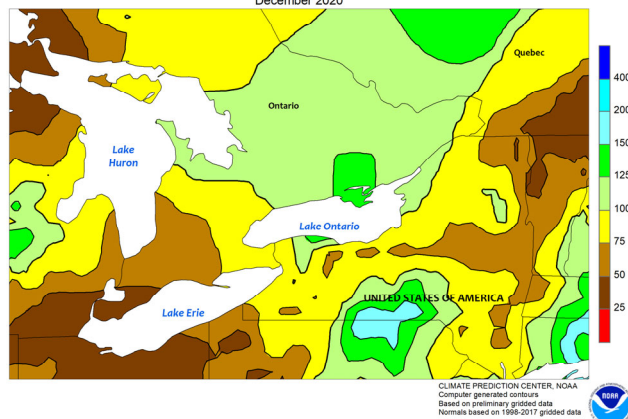 December 2020
Quebec
Ontario
Lake
Huron
Lake Ontario
UNITED STATES OF AMERICA
Lake Erie
400
200
150
125
100
75
50
25
CLIMATE PREDICTION CENTER, NOAA
Computer generated contours
Based on preliminary gridded data
Normals based on 1998-2017 gridded data
NOAA